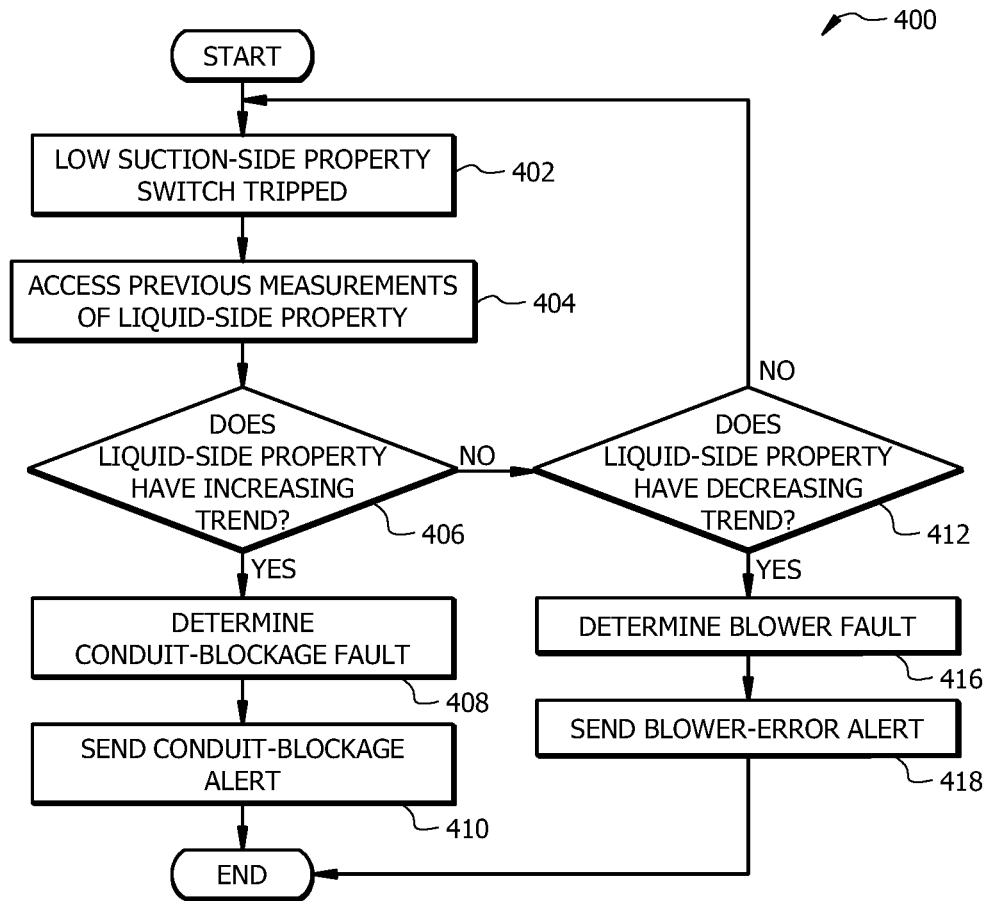 400
START
LOW SUCTION-SIDE PROPERTY
SWITCH TRIPPED
402
ACCESS PREVIOUS MEASUREMENTS
OF LIQUID-SIDE PROPERTY
404
DOES
LIQUID-SIDE PROPERTY
HAVE INCREASING
TREND?
406
NO
YES
DOES
LIQUID-SIDE PROPERTY
HAVE DECREASING
TREND?
412
NO
YES
DETERMINE
CONDUIT-BLOCKAGE FAULT
408
SEND CONDUIT-BLOCKAGE
ALERT
410
DETERMINE BLOWER FAULT
416
SEND BLOWER-ERROR ALERT
418
END